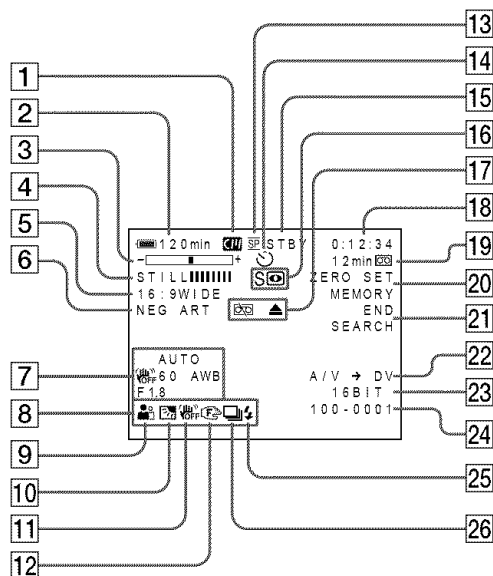 13
14
1
15
2
16
3
17
4
18
5
6
120min SP STBY 0:12:34
12min
19
- +
STILL S ZERO SET
20
16:9WIDE MEMORY
NEG ART END
21
SEARCH
AUTO
22
7
OFF 60 AWB A/V → DV
23
F1.8 16BIT
8
OFF F 100-0001
24
9
10
25
11
26
12